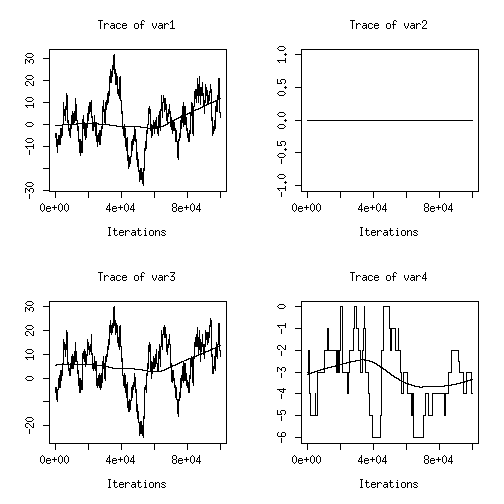 Trace of var1
30
20
10
0
-10
-30
0e+00 4e+04 8e+04
Iterations
Trace of var2
1.0
0.5
0.0
-0.5
-1.0
0e+00 4e+04 8e+04
Iterations
Trace of var3
30
20
10
0
-20
0e+00 4e+04 8e+04
Iterations
Trace of var4
0
-1
-2
-3
-4
-5
-6
0e+00 4e+04 8e+04
Iterations